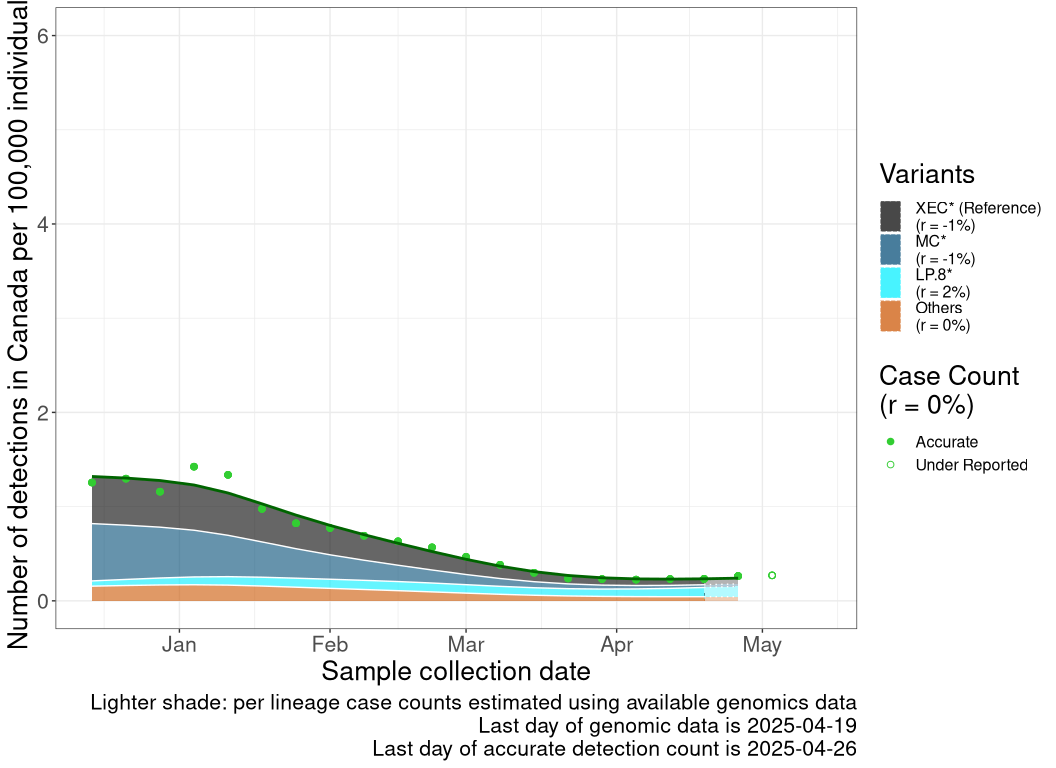 Number of detections in Canada per 100,000 individual
6
4
2
0
Jan
Feb
Mar
Apr
May
Sample collection date
Variants
XEC* (Reference)
(r = -1%)
MC*
(r = -1%)
LP.8*
(r = 2%)
Others
(r = 0%)
Case Count
(r = 0%)
Accurate
Under Reported
Lighter shade: per lineage case counts estimated using available genomics data
Last day of genomic data is 2025-04-19
Last day of accurate detection count is 2025-04-26